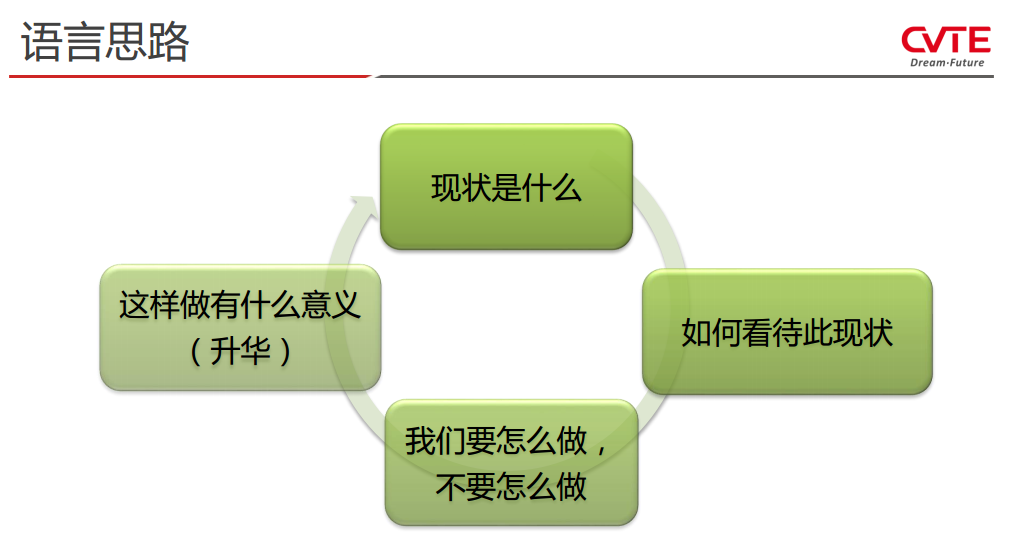 语言思路
CVTE
Dream·Future
现状是什么
如何看待此现状
我们要怎么做，
不要怎么做
这样做有什么意义
（升华）